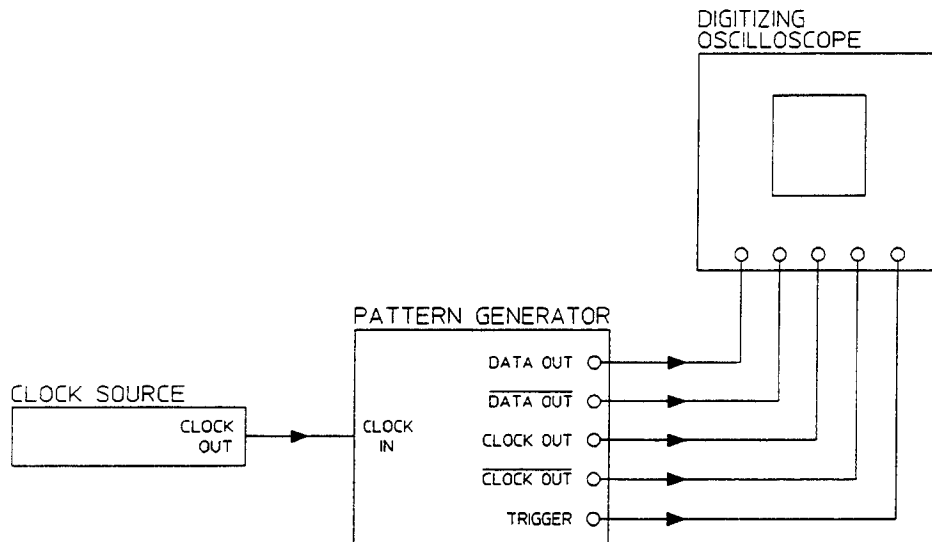 DIGITIZING
OSCILLOSCOPE
PATTERN GENERATOR
DATA OUT
DATA OUT
CLOCK OUT
CLOCK OUT
TRIGGER
CLOCK
IN
CLOCK SOURCE
CLOCK
OUT